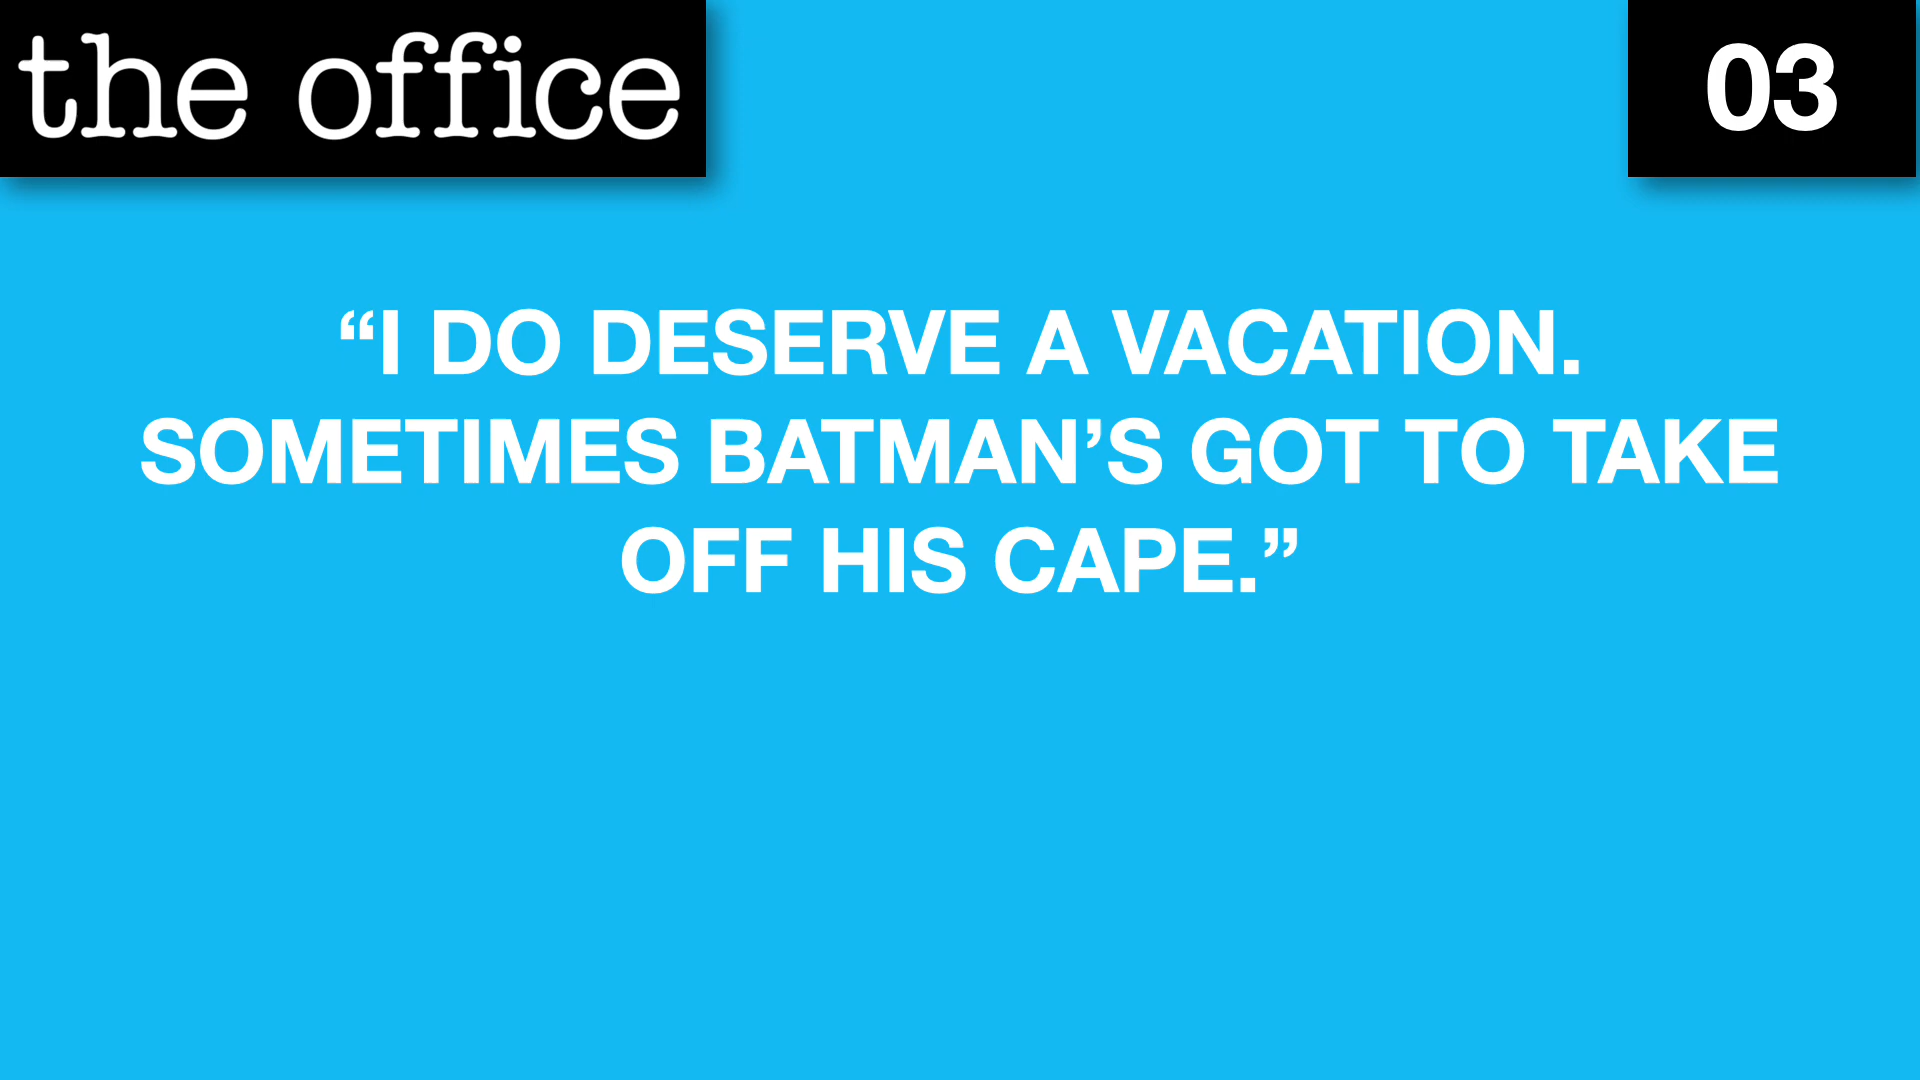 the office
03
“I DO DESERVE A VACATION.
SOMETIMES BATMAN’S GOT TO TAKE
OFF HIS CAPE.”